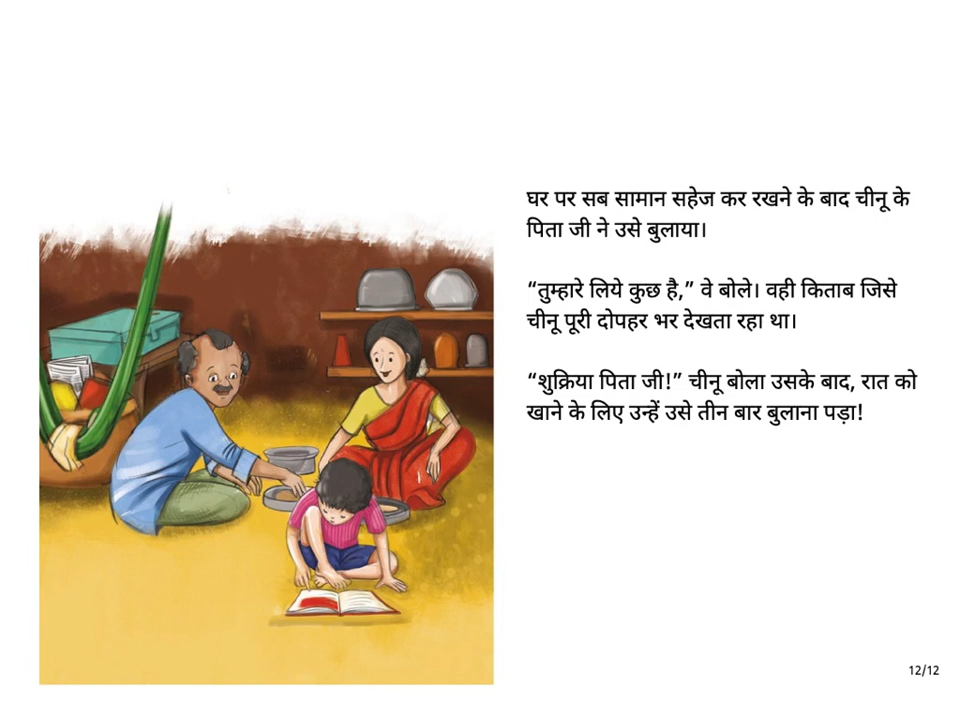 घर पर सब सामान सहेज कर रखने के बाद चीनू के
पिता जी ने उसे बुलाया।
“तुम्हारे लिये कुछ है,” वे बोले। वही किताब जिसे
चीनू पूरी दोपहर भर देखता रहा था।
“शुक्रिया पिता जी!” चीनू बोला उसके बाद, रात को
खाने के लिए उन्हें उसे तीन बार बुलाना पड़ा!
12/12